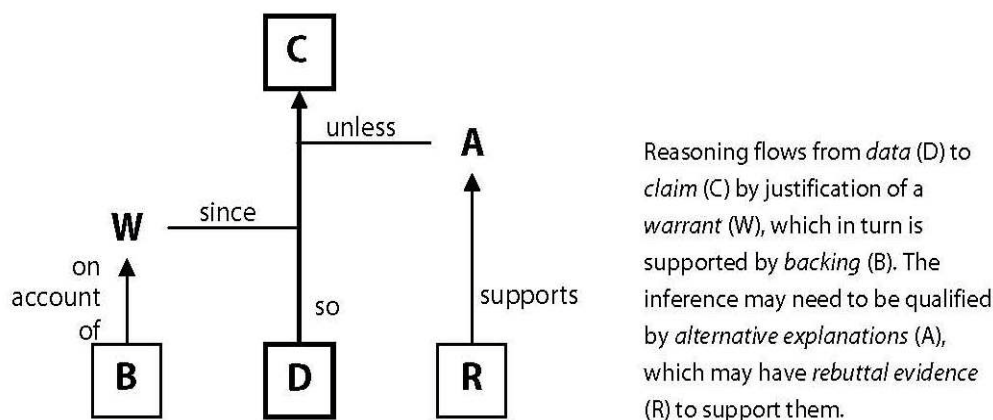 C
unless
A
since
W
on
account
of
so
supports
B
D
R
Reasoning flows from data (D) to
claim (C) by justification of a
warrant (W), which in turn is
supported by backing (B). The
inference may need to be qualified
by alternative explanations (A),
which may have rebuttal evidence
(R) to support them.